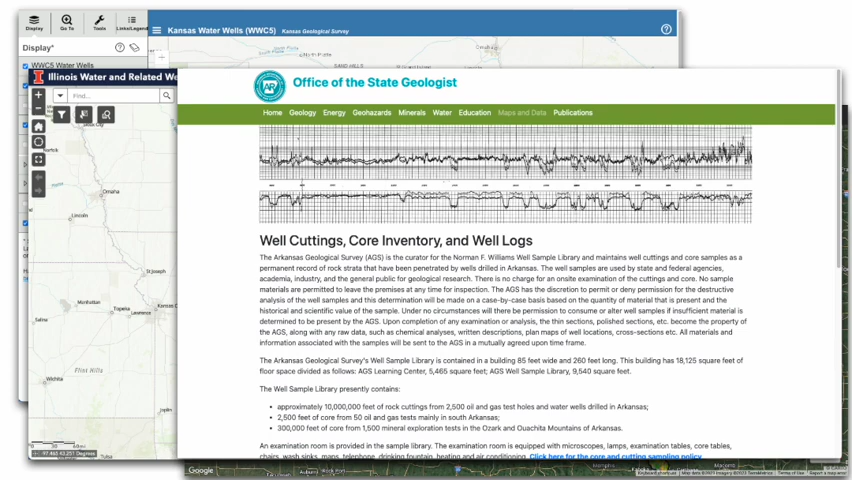 Display
Go To
Tools
Links/Legend
Kansas Water Wells (WWC5) Kansas Geological Survey
Display*
WWC5 Water Wells
Illinois Water and Related We
Find...
Omaha
Lincoln
St Joseph
Manhattan
Topeka
Lawrence
Kansas C
Salina
Flint Hills
Wichita
Joplin
-97.465 43.251 Degrees
Office of the State Geologist
Home Geology Energy Geohazards Minerals Water Education Maps and Data Publications
Well Cuttings, Core Inventory, and Well Logs
The Arkansas Geological Survey (AGS) is the curator for the Norman F. Williams Well Sample Library and maintains well cuttings and core samples as a
permanent record of rock strata that have been penetrated by wells drilled in Arkansas. The well samples are used by state and federal agencies,
academia, industry, and the general public for geological research. There is no charge for an onsite examination of the cuttings and core. No sample
materials are permitted to leave the premises at any time for inspection. The AGS has the discretion to permit or deny permission for the destructive
analysis of the well samples and this determination will be made on a case-by-case basis based on the quantity of material that is present and the
historical and scientific value of the sample. Under no circumstances will there be permission to consume or alter well samples if insufficient material is
determined to be present by the AGS. Upon completion of any examination or analysis, the thin sections, polished sections, etc. become the property of
the AGS, along with any raw data, such as chemical analyses, written descriptions, plan maps of well locations, cross-sections etc. All materials and
information associated with the samples will be sent to the AGS in a mutually agreed upon time frame.
The Arkansas Geological Survey's Well Sample Library is contained in a building 85 feet wide and 260 feet long. This building has 18,125 square feet of
floor space divided as follows: AGS Learning Center, 5,465 square feet; AGS Well Sample Library, 9,540 square feet.
The Well Sample Library presently contains:
• approximately 10,000,000 feet of rock cuttings from 2,500 oil and gas test holes and water wells drilled in Arkansas;
• 2,500 feet of core from 50 oil and gas tests mainly in south Arkansas;
• 300,000 feet of core from 1,500 mineral exploration tests in the Ozark and Ouachita Mountains of Arkansas.
An examination room is provided in the sample library. The examination room is equipped with microscopes, lamps, examination tables, core tables,
chairs, wash sinks, maps, telephone, drinking fountain, heating and air conditioning. Click here for the core and cutting sampling policy.
Google